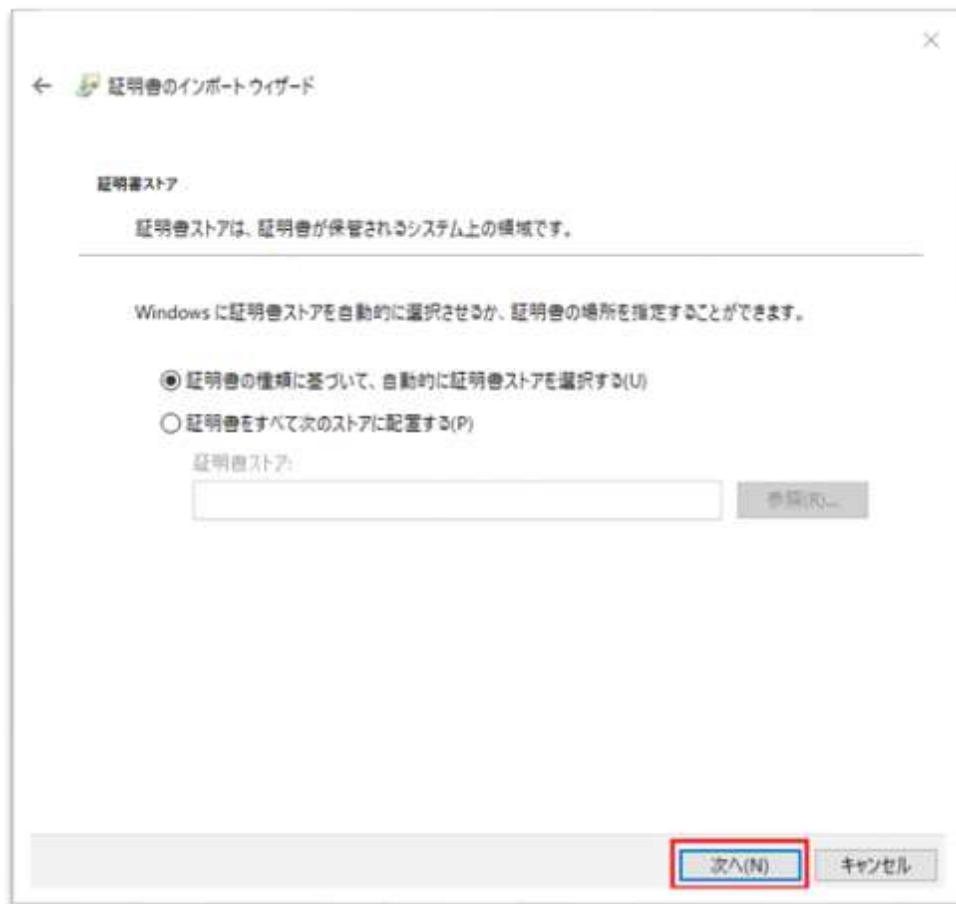 証明書のインポート ウィザード
証明書ストア
証明書ストアは、証明書が保管されるシステム上の領域です。
Windows に証明書ストアを自動的に選択させるか、証明書の場所を指定することができます。
証明書の種類に基づいて、自動的に証明書ストアを選択する(U)
証明書をすべて次のストアに配置する(P)
証明書ストア:
参照(R)...
次へ(N)
キャンセル